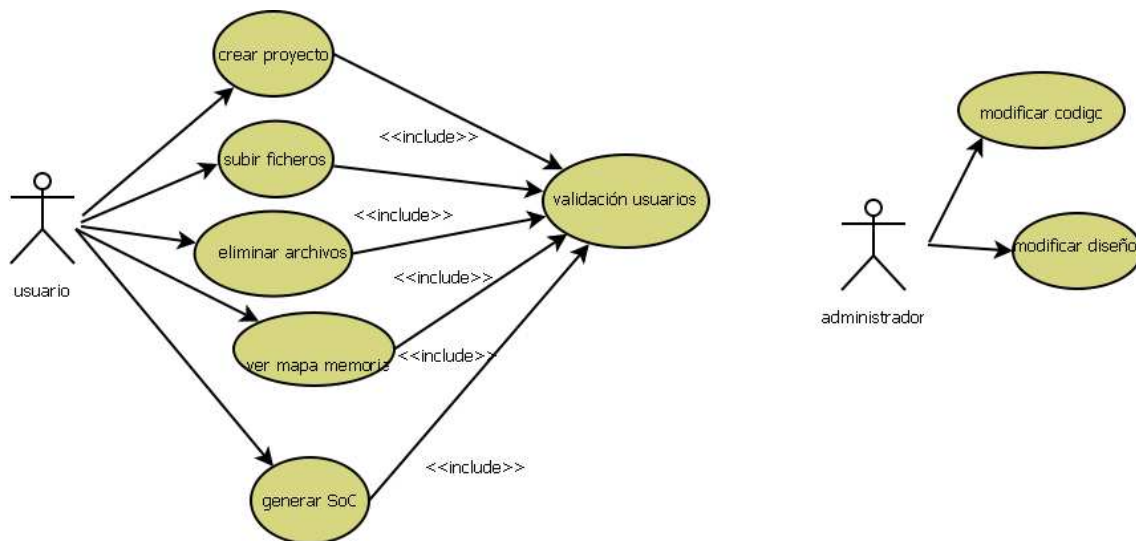 crear proyecto
<<include>>
subir ficheros
validación usuarios
<<include>>
eliminar archivos
<<include>>
usuario
ver mapa memoria
<<include>>
<<include>>
generar SoC
modificar codigc
modificar diseño
administrador